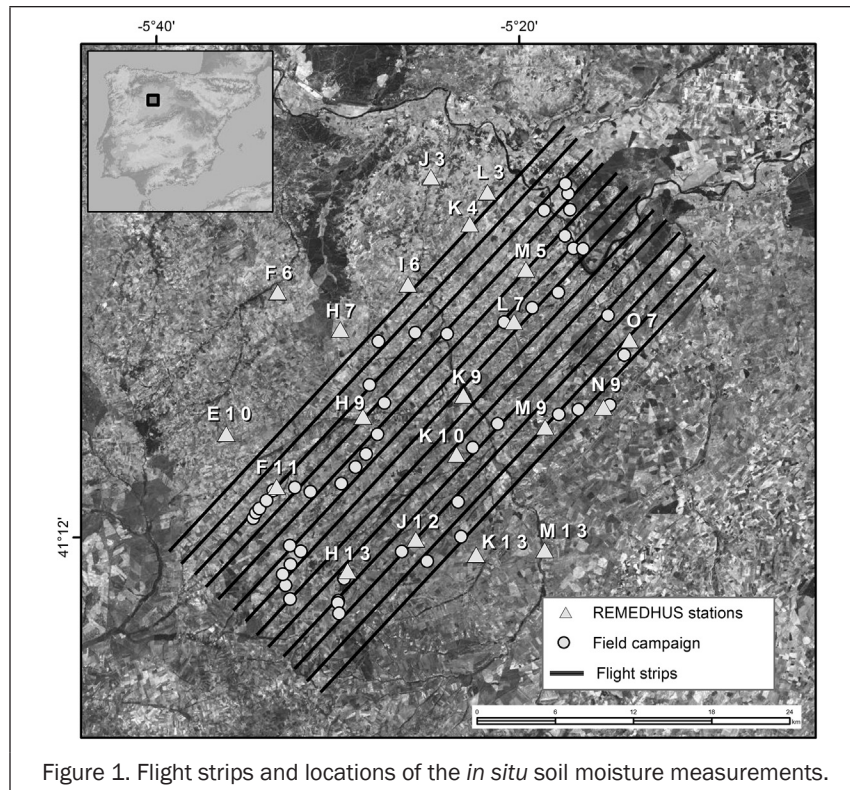 -5°40'
-5°20'
J 3
L 3
K 4
M 5
I 6
F 6
H 7
L 7
O 7
K 9
N 9
H 9
M 9
E 1 0
K 1 0
F 1 1
41°12'
J 1 2
K 1 3
M 1 3
H 1 3
REMEDHUS stations
Field campaign
Flight strips
0 6 12 18 24
km
Figure 1. Flight strips and locations of the in situ soil moisture measurements.